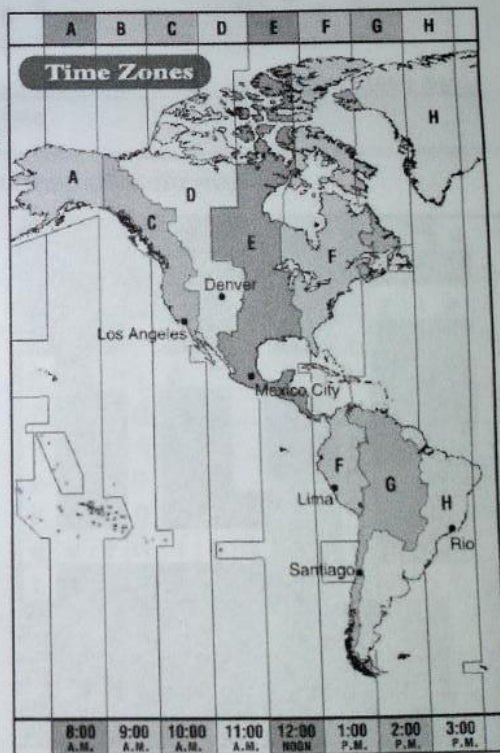 A B C D E F G H
Time Zones
H
A
D
C
E
F
Denver
Los Angeles
Mexico City
F
G
Lima
H
Rio
Santiago
8:00 9:00 10:00 11:00 12:00 1:00 2:00 3:00
A.M. A.M. A.M. A.M. NOON P.M. P.M. P.M.